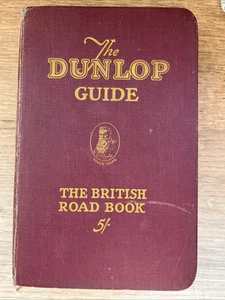 The
DUNLOP
GUIDE
THE BRITISH
ROAD BOOK
5/-